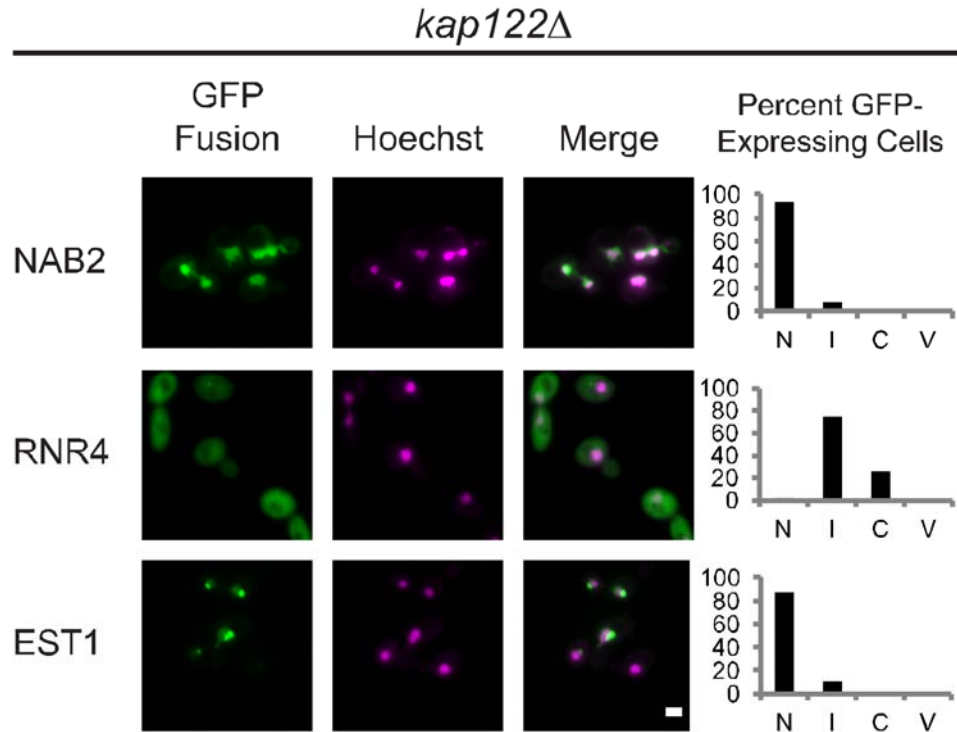 kap122Δ
GFP
Fusion
Hoechst
Merge
Percent GFP-
Expressing Cells
NAB2
100
80
60
40
20
0
N I C V
RNR4
100
80
60
40
20
0
N I C V
EST1
100
80
60
40
20
0
N I C V